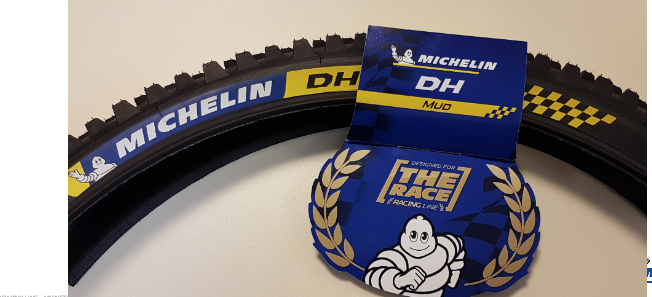 MICHELIN DH
MICHELIN
DH
MUD
DESIGNED FOR
THE
RACE
RACING LINE